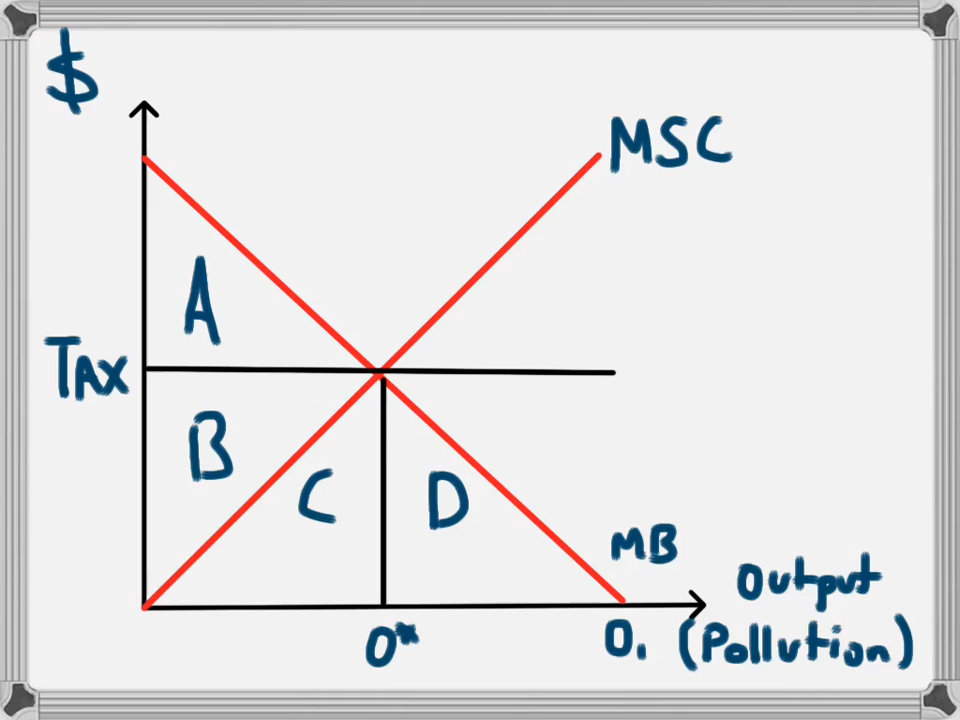 $
MSC
A
TAX
B
C
D
MB
Output
O*
O1
(Pollution)